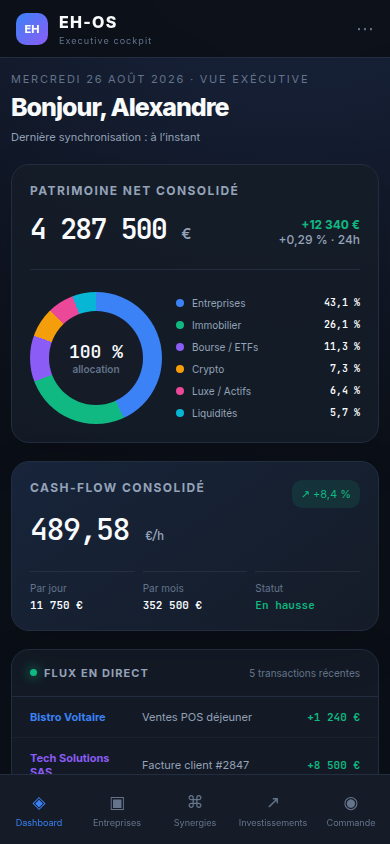 EH
EH-OS
Executive cockpit
...
MERCREDI 26 AOÛT 2026 · VUE EXÉCUTIVE
Bonjour, Alexandre
Dernière synchronisation : à l'instant
PATRIMOINE NET CONSOLIDÉ
4 287 500 €
+12 340 €
+0,29 % · 24h
100 %
allocation
Entreprises 43,1 %
Immobilier 26,1 %
Bourse / ETFs 11,3 %
Crypto 7,3 %
Luxe / Actifs 6,4 %
Liquidités 5,7 %
CASH-FLOW CONSOLIDÉ
↗ +8,4 %
489,58 €/h
Par jour
11 750 €
Par mois
352 500 €
Statut
En hausse
FLUX EN DIRECT
5 transactions récentes
Bistro Voltaire Ventes POS déjeuner +1 240 €
Tech Solutions SAS Facture client #2847 +8 500 €
Dashboard
Entreprises
Synergies
Investissements
Commande